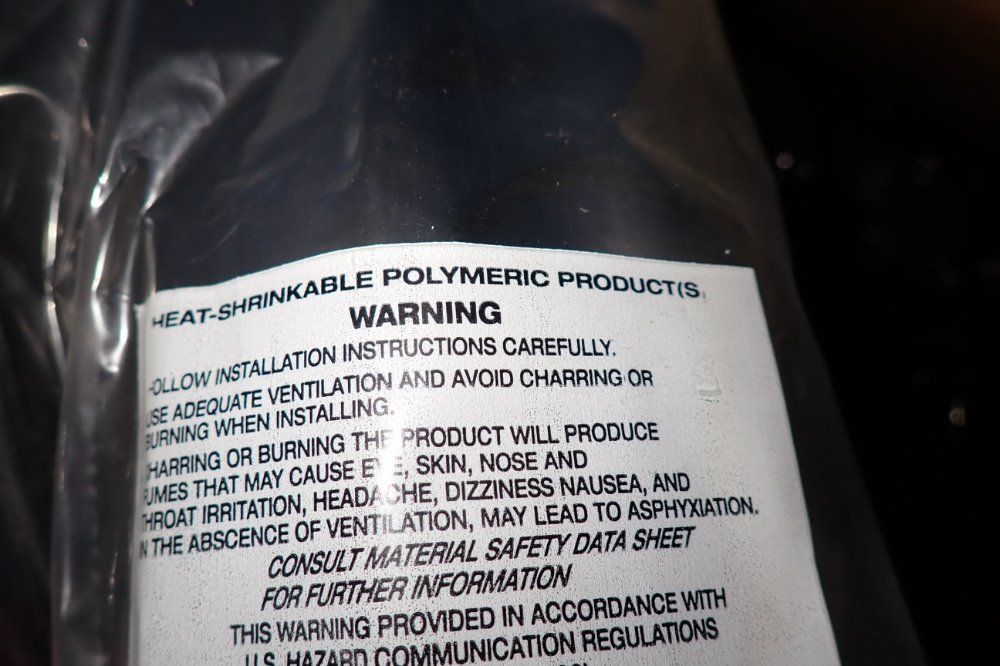 HEAT-SHRINKABLE POLYMERIC PRODUCT(S
WARNING
FOLLOW INSTALLATION INSTRUCTIONS CAREFULLY.
USE ADEQUATE VENTILATION AND AVOID CHARRING OR
BURNING WHEN INSTALLING.
CHARRING OR BURNING THE PRODUCT WILL PRODUCE
FUMES THAT MAY CAUSE EYE, SKIN, NOSE AND
THROAT IRRITATION, HEADACHE, DIZZINESS NAUSEA, AND
IN THE ABSCENCE OF VENTILATION, MAY LEAD TO ASPHYXIATION.
CONSULT MATERIAL SAFETY DATA SHEET
FOR FURTHER INFORMATION
THIS WARNING PROVIDED IN ACCORDANCE WITH
U.S. HAZARD COMMUNICATION REGULATIONS